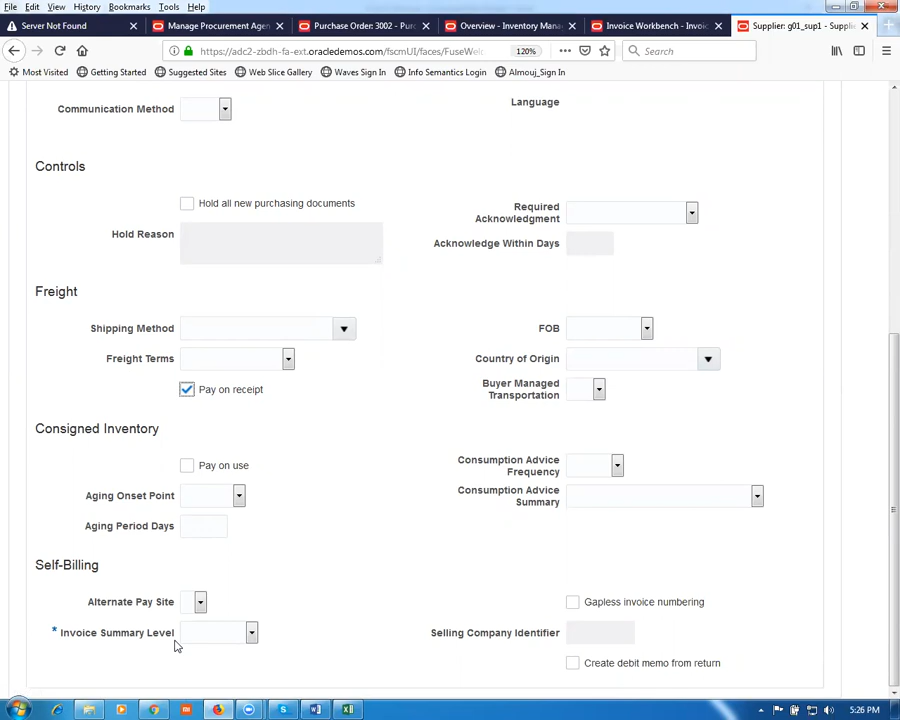 File Edit View History Bookmarks Tools Help
Server Not Found Manage Procurement Agen Purchase Order: 3002 - Purc Overview - Inventory Mana Invoice Workbench - Invoic Supplier: g01_sup1 - Supplie
https://adc2-zbdh-fa-ext.oracledemos.com/fscmUI/faces/FuseWelc 120% Search
Most Visited Getting Started Suggested Sites Web Slice Gallery Waves Sign In Info Semantics Login Almouj_Sign In
Communication Method
Language
Controls
Hold all new purchasing documents
Hold Reason
Required
Acknowledgment
Acknowledge Within Days
Freight
Shipping Method
Freight Terms
Pay on receipt
FOB
Country of Origin
Buyer Managed
Transportation
Consigned Inventory
Pay on use
Aging Onset Point
Aging Period Days
Consumption Advice
Frequency
Consumption Advice
Summary
Self-Billing
Alternate Pay Site
* Invoice Summary Level
Gapless invoice numbering
Selling Company Identifier
Create debit memo from return
5:26 PM